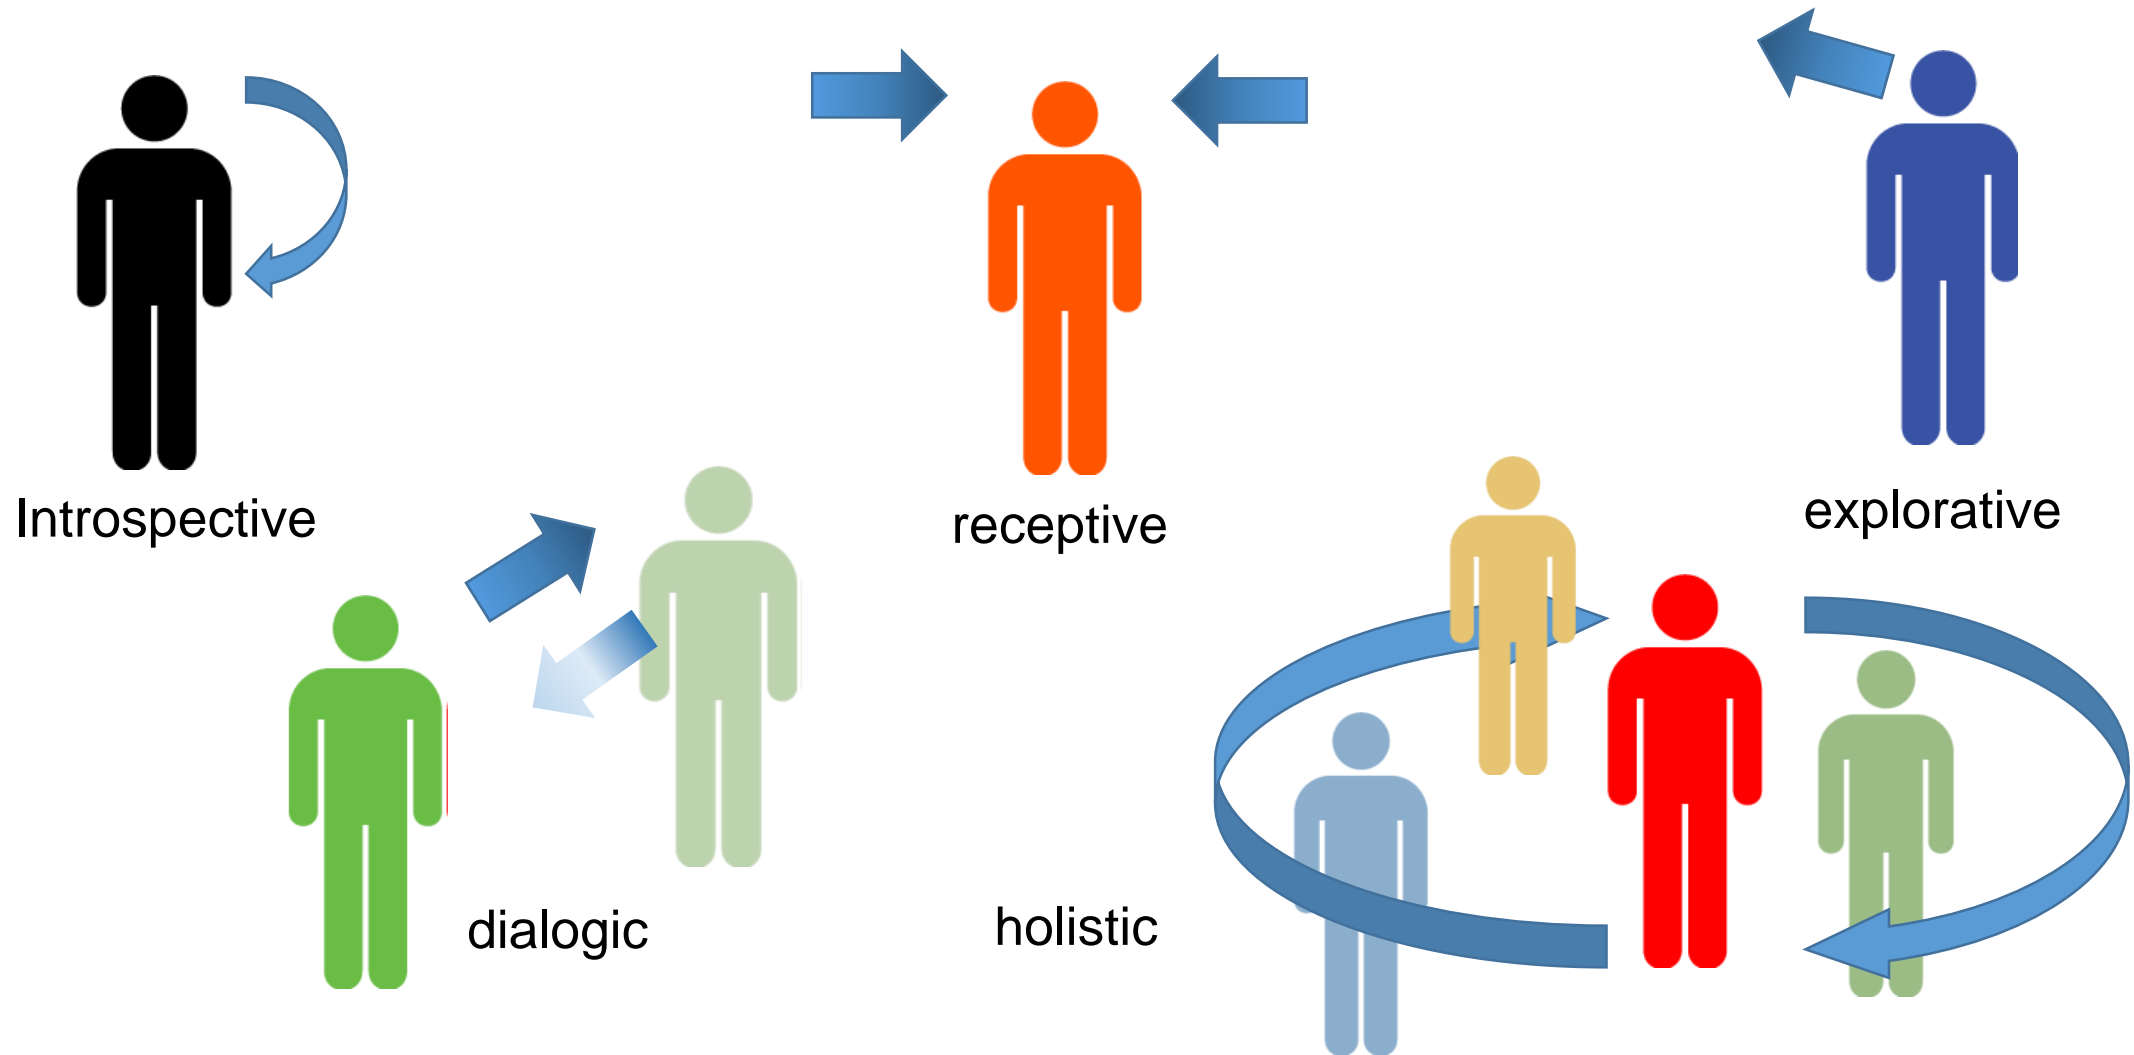 Introspective
receptive
explorative
dialogic
holistic